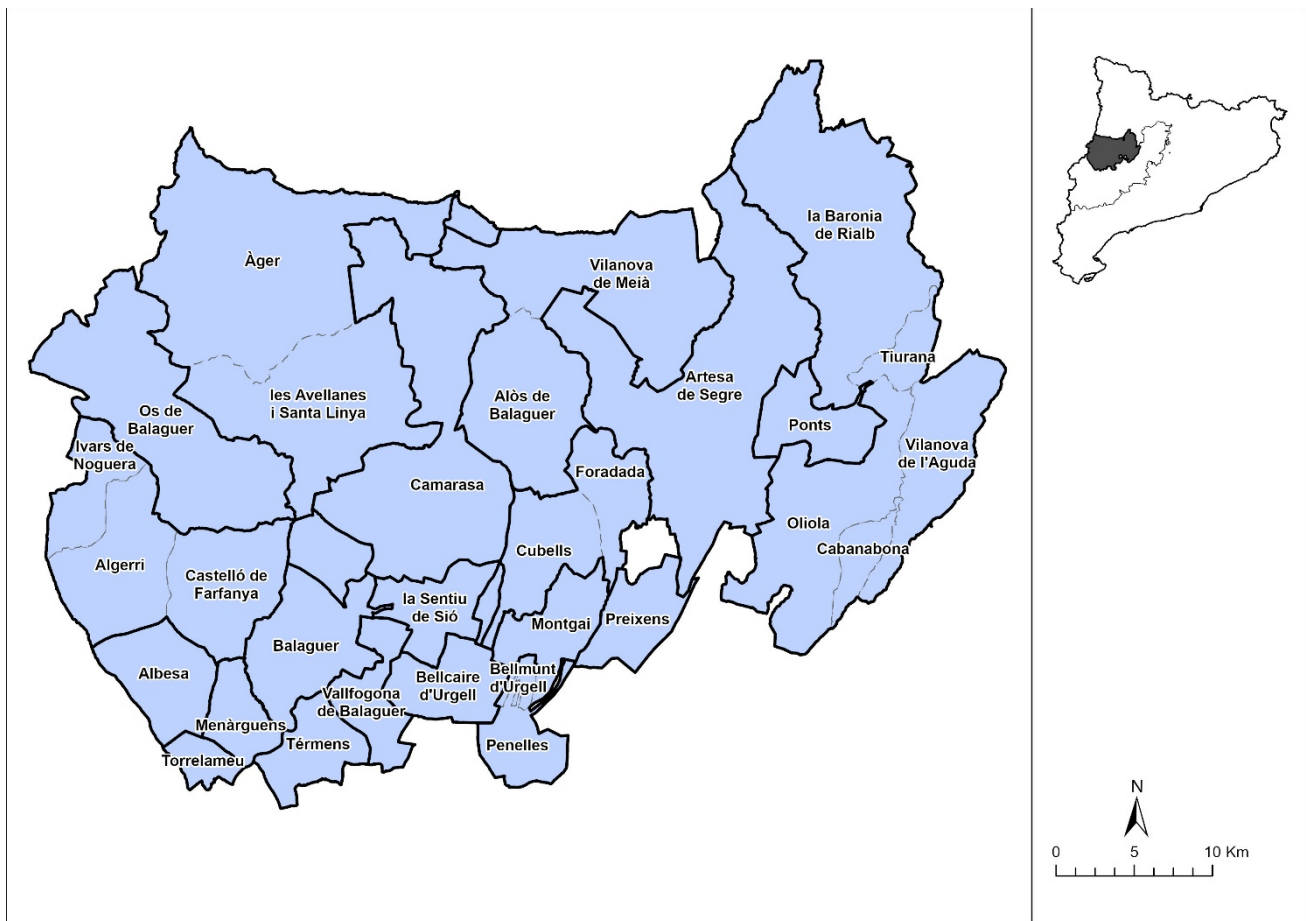 la Baronia
de Rialb
Àger
Vilanova
de Meià
Tiurana
les Avellanes
i Santa Linya
Artesa
de Segre
Alòs de
Balaguer
Os de
Balaguer
Ponts
Ivars de
Noguera
Vilanova
de l'Aguda
Foradada
Camarasa
Oliola
Cubells
Cabanabona
Algerri
Castelló de
Farfanya
la Sentiu
de Sió
Montgai
Preixens
Balaguer
Albesa
Bellcaire
d'Urgell
Bellmunt
d'Urgell
Vallfogona
de Balaguer
Menàrguens
Térmens
Penelles
Torrelameu
N
0 5 10 Km